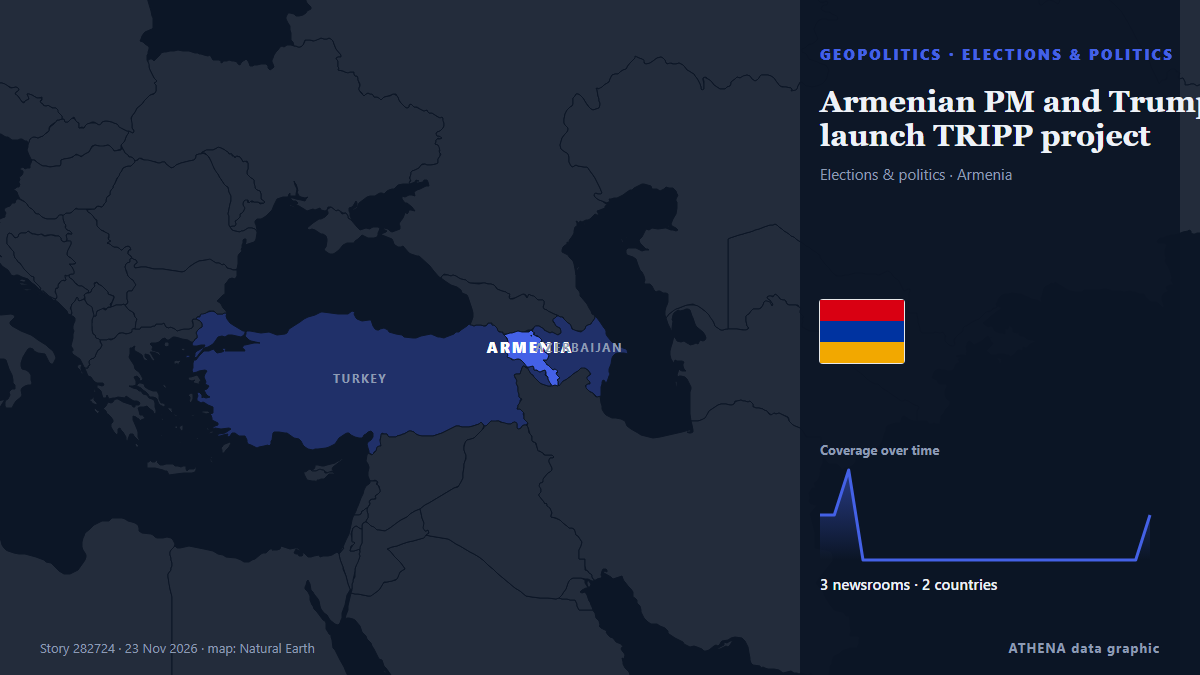 GEOPOLITICS · ELECTIONS & POLITICS
Armenian PM and Trump
launch TRIPP project
Elections & politics · Armenia
ARMENIA
AZERBAIJAN
TURKEY
Coverage over time
3 newsrooms · 2 countries
Story 282724 · 23 Nov 2026 · map: Natural Earth
ATHENA data graphic